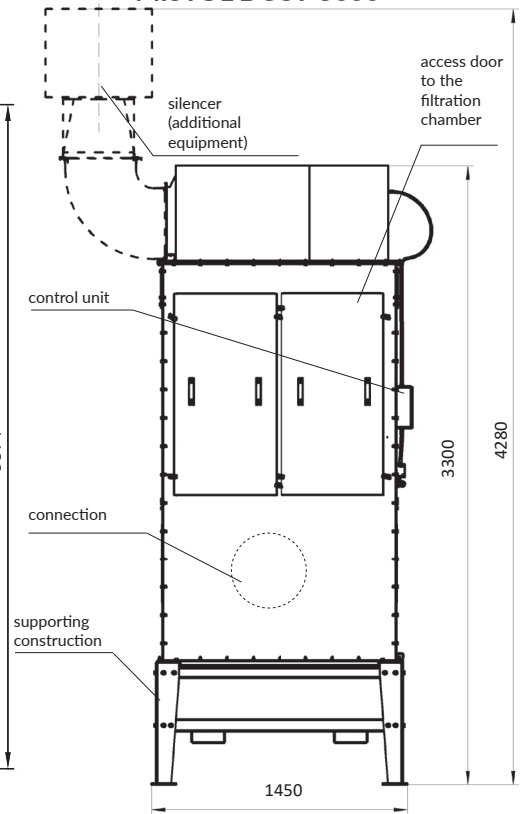 silencer
(additional
equipment)
access door
to the
filtration
chamber
control unit
connection
supporting
construction
3300
4280
1450